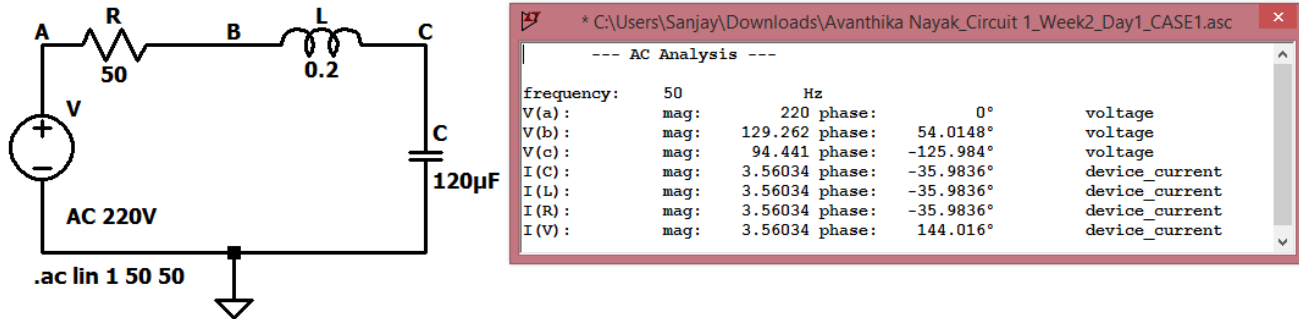 R
L
A
B
C
50
0.2
V
+
−
C
120µF
AC 220V
.ac lin 1 50 50
* C:\Users\Sanjay\Downloads\Avanthika Nayak_Circuit 1_Week2_Day1_CASE1.asc
--- AC Analysis ---
frequency: 50 Hz
V(a): mag: 220 phase: 0° voltage
V(b): mag: 129.262 phase: 54.0148° voltage
V(c): mag: 94.441 phase: -125.984° voltage
I(C): mag: 3.56034 phase: -35.9836° device_current
I(L): mag: 3.56034 phase: -35.9836° device_current
I(R): mag: 3.56034 phase: -35.9836° device_current
I(V): mag: 3.56034 phase: 144.016° device_current